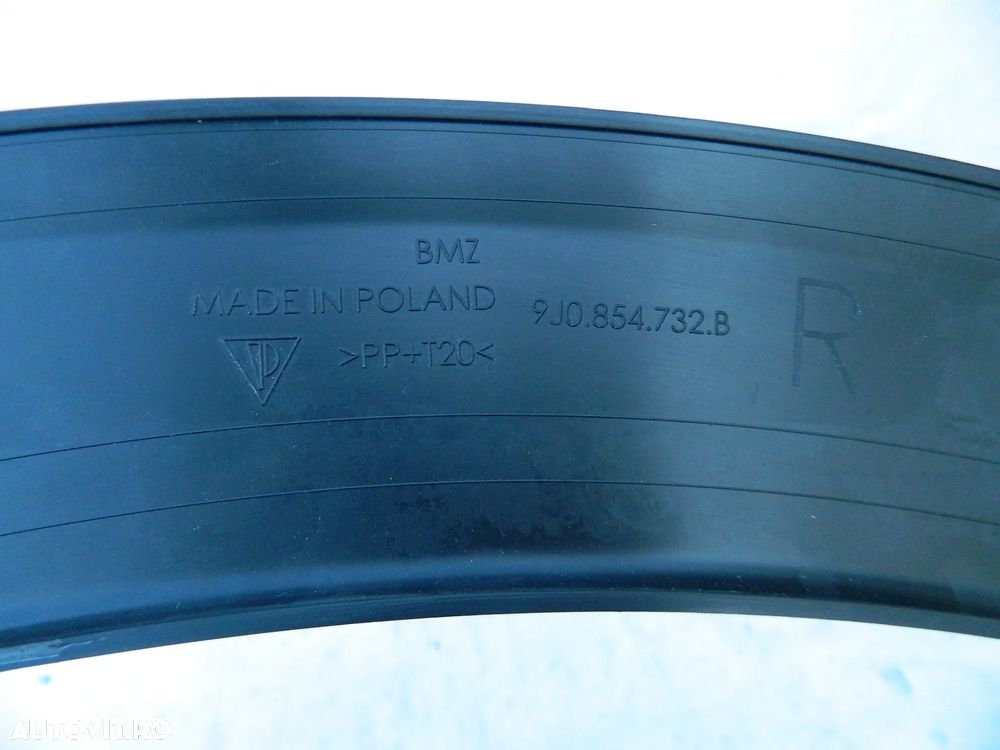 BMZ
MADE IN POLAND
9J0.854.732.B
R
>PP+T20<
AUTOVIT.RO